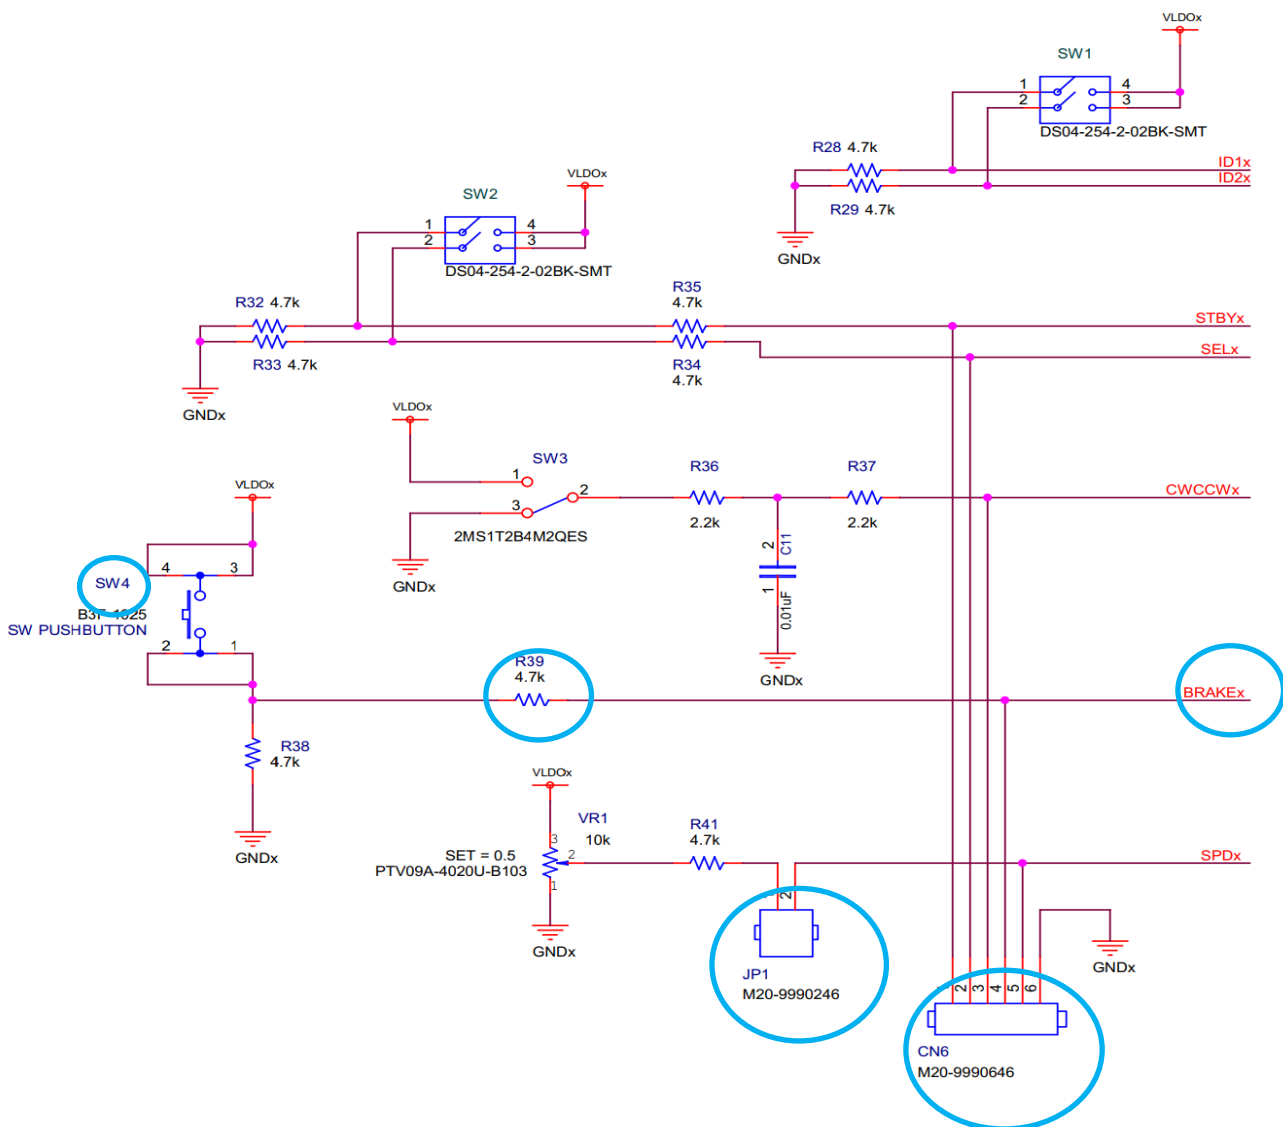 VLDOx
SW1
1
4
2
3
DS04-254-2-02BK-SMT
R28 4.7k
ID1x
ID2x
R29 4.7k
GNDx
VLDOx
SW2
1
4
2
3
DS04-254-2-02BK-SMT
R32 4.7k
R35
4.7k
STBYx
SELx
R33 4.7k
R34
4.7k
GNDx
VLDOx
SW3
1
2
3
2MS1T2B4M2QES
GNDx
R36
2.2k
R37
2.2k
CWCCWx
2
C11
1
0.01uF
GNDx
VLDOx
4
3
SW4
B3F-1025
SW PUSHBUTTON
2
1
R39
4.7k
BRAKEx
R38
4.7k
GNDx
VLDOx
VR1
10k
3
2
1
SET = 0.5
PTV09A-4020U-B103
GNDx
R41
4.7k
SPDx
2
JP1
M20-9990246
GNDx
2
3
4
5
6
CN6
M20-9990646